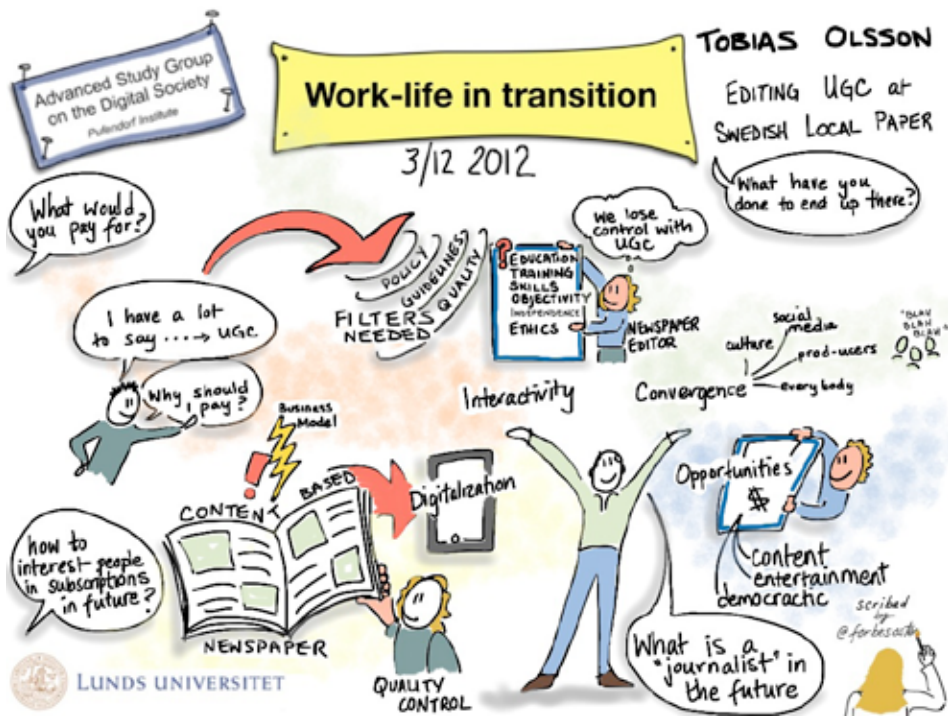 Advanced Study Group
on the Digital Society
Pufendorf Institute
Work-life in transition
3/12 2012
TOBIAS OLSSON
EDITING UGC at
SWEDISH LOCAL PAPER
What have you
done to end up there?
What would
you pay for?
I have a lot
to say ····→ UGC
Why should
I pay?
POLICY
GUIDELINES
QUALITY
FILTERS
NEEDED
?
EDUCATION
TRAINING
SKILLS
OBJECTIVITY
INDEPENDENCE
ETHICS
We lose
control with
UGC
NEWSPAPER
EDITOR
Interactivity
Convergence
culture
social
media
prod-ucers
everybody
"BLAH
BLAH
BLAH"
Business
Model
!
CONTENT BASED
NEWSPAPER
Digitalization
QUALITY
CONTROL
how to
interest people
in subscriptions
in future?
Opportunities
$
content
entertainment
democractic
What is a
"journalist" in
the future
scribed
by
LUNDS UNIVERSITET